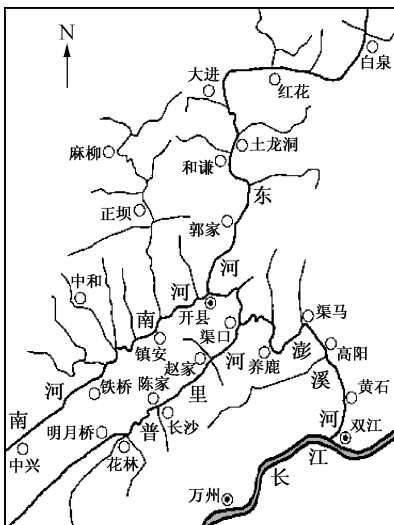 N
白泉
大进
红花
麻柳
土龙洞
和谦
正坝
东河
郭家
中和
南河
开县
渠口
渠马
镇安
赵家
养鹿
澎溪河
高阳
铁桥
陈家
普里河
黄石
南河
明月桥
长沙
双江
中兴
花林
长江
万州